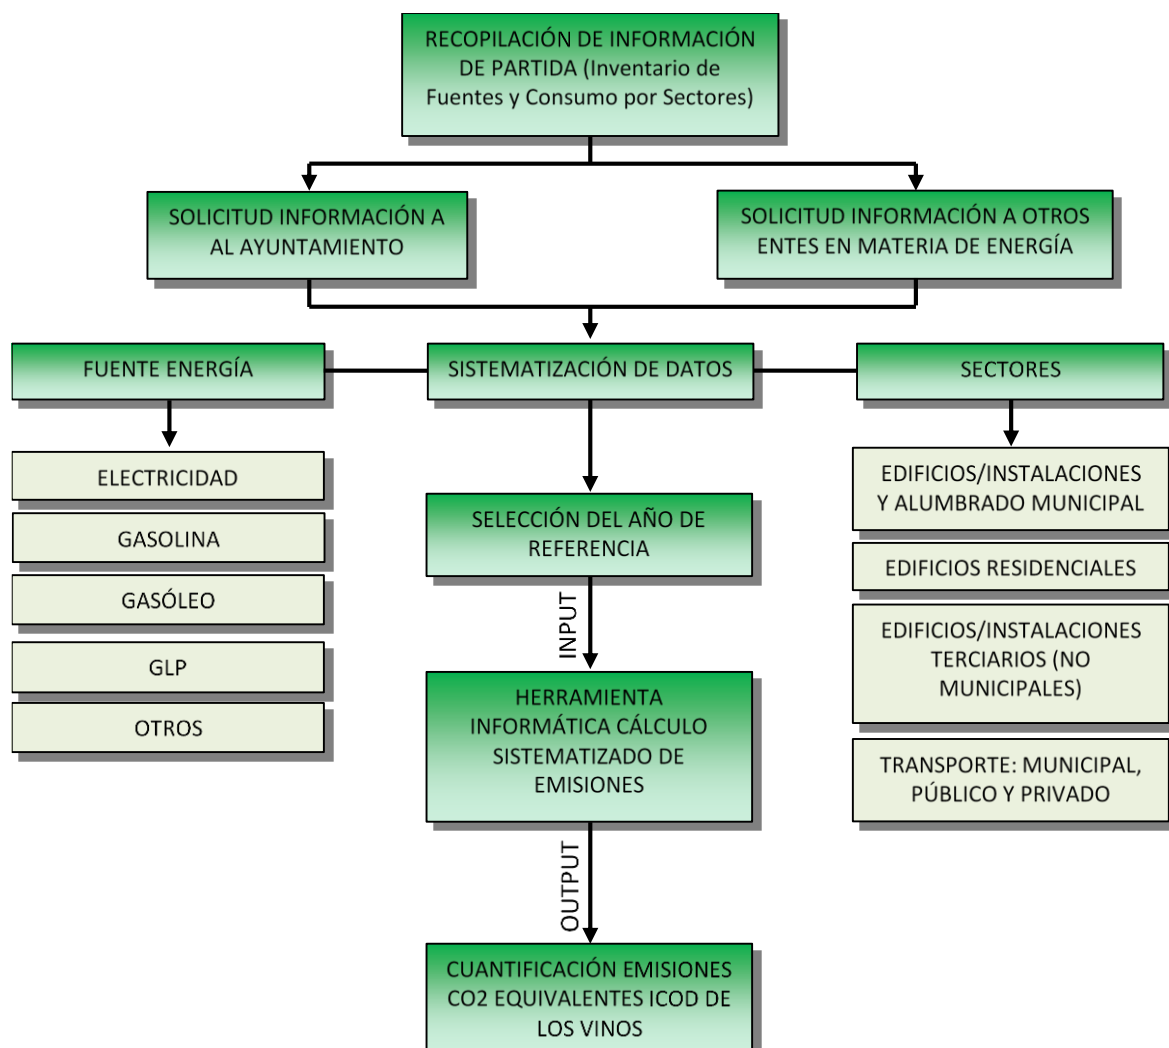 RECOPILACIÓN DE INFORMACIÓN
DE PARTIDA (Inventario de
Fuentes y Consumo por Sectores)
SOLICITUD INFORMACIÓN A
AL AYUNTAMIENTO
SOLICITUD INFORMACIÓN A OTROS
ENTES EN MATERIA DE ENERGÍA
FUENTE ENERGÍA
SISTEMATIZACIÓN DE DATOS
SECTORES
ELECTRICIDAD
GASOLINA
GASÓLEO
GLP
OTROS
SELECCIÓN DEL AÑO DE
REFERENCIA
INPUT
HERRAMIENTA
INFORMÁTICA CÁLCULO
SISTEMATIZADO DE
EMISIONES
OUTPUT
CUANTIFICACIÓN EMISIONES
CO2 EQUIVALENTES ICOD DE
LOS VINOS
EDIFICIOS/INSTALACIONES
Y ALUMBRADO MUNICIPAL
EDIFICIOS RESIDENCIALES
EDIFICIOS/INSTALACIONES
TERCIARIOS (NO
MUNICIPALES)
TRANSPORTE: MUNICIPAL,
PÚBLICO Y PRIVADO